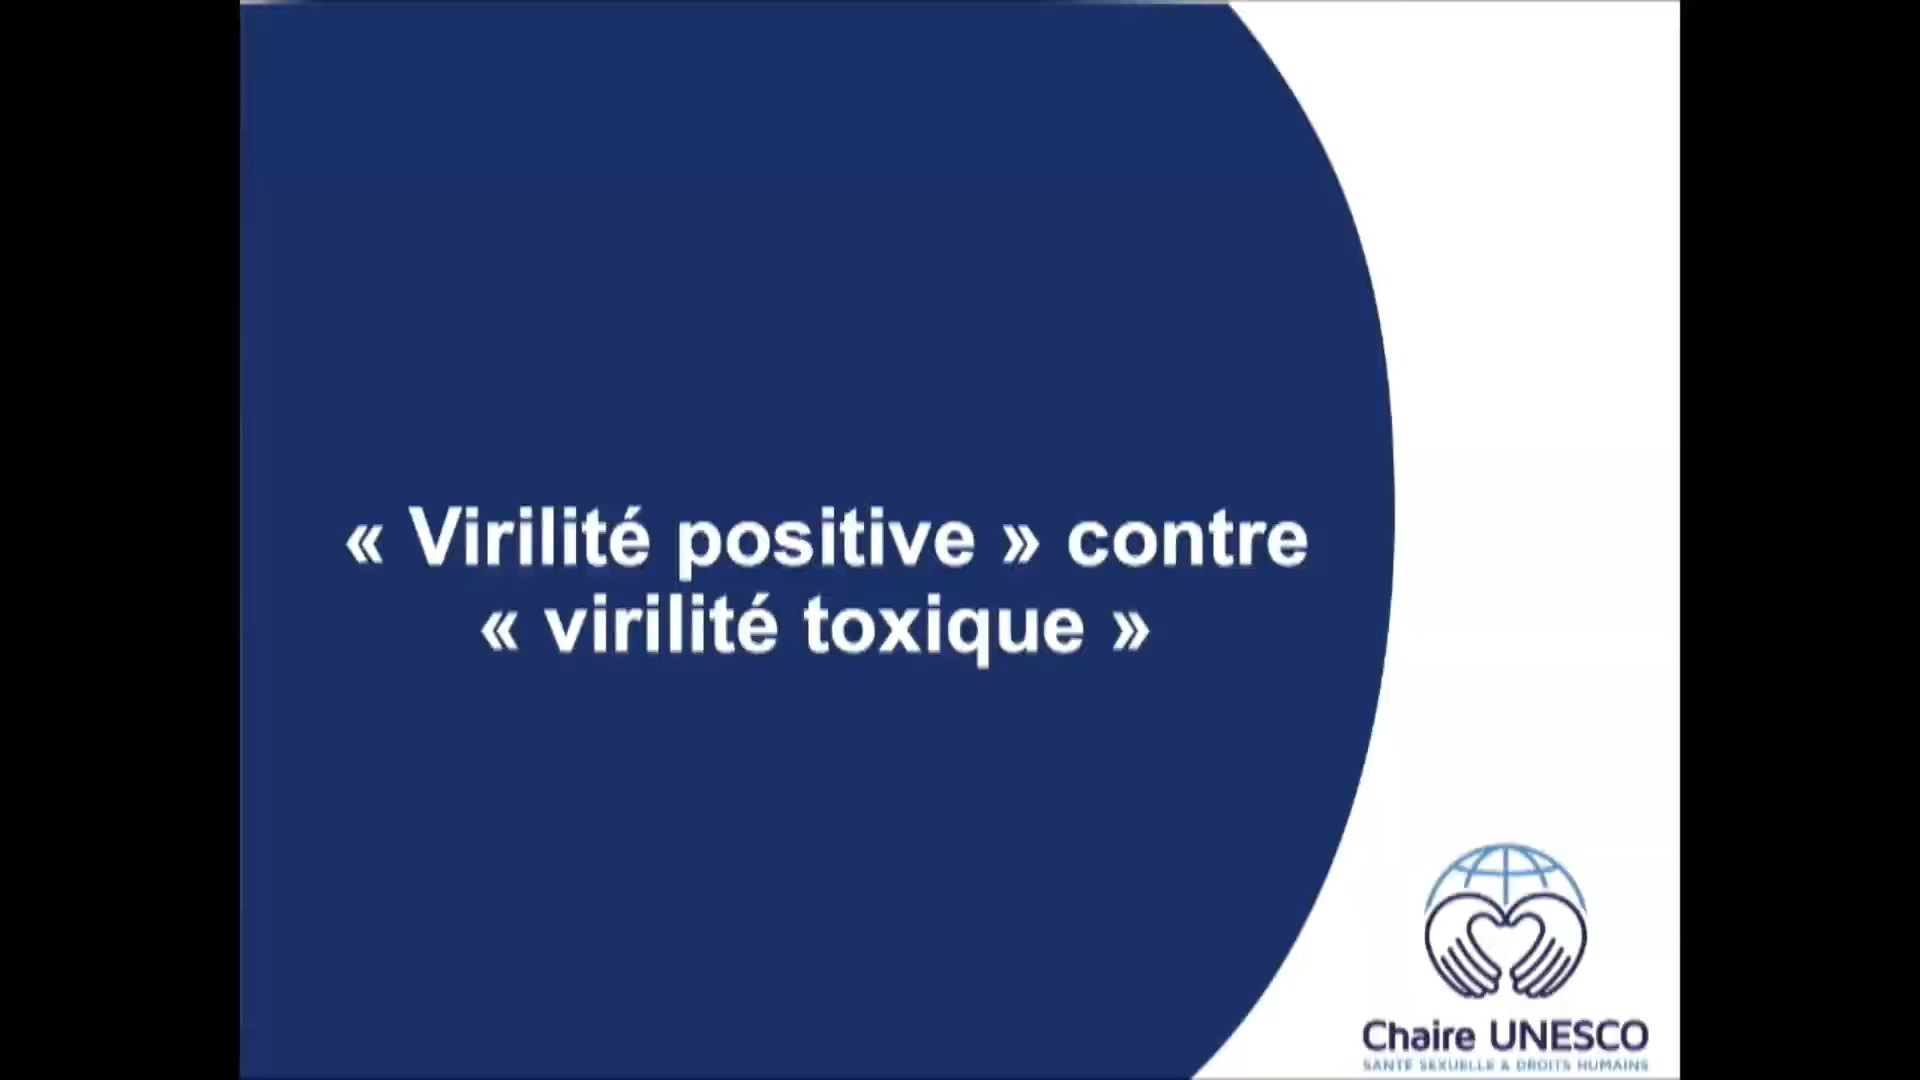 « Virilité positive » contre
« virilité toxique »
Chaire UNESCO
SANTÉ SEXUELLE & DROITS HUMAINS